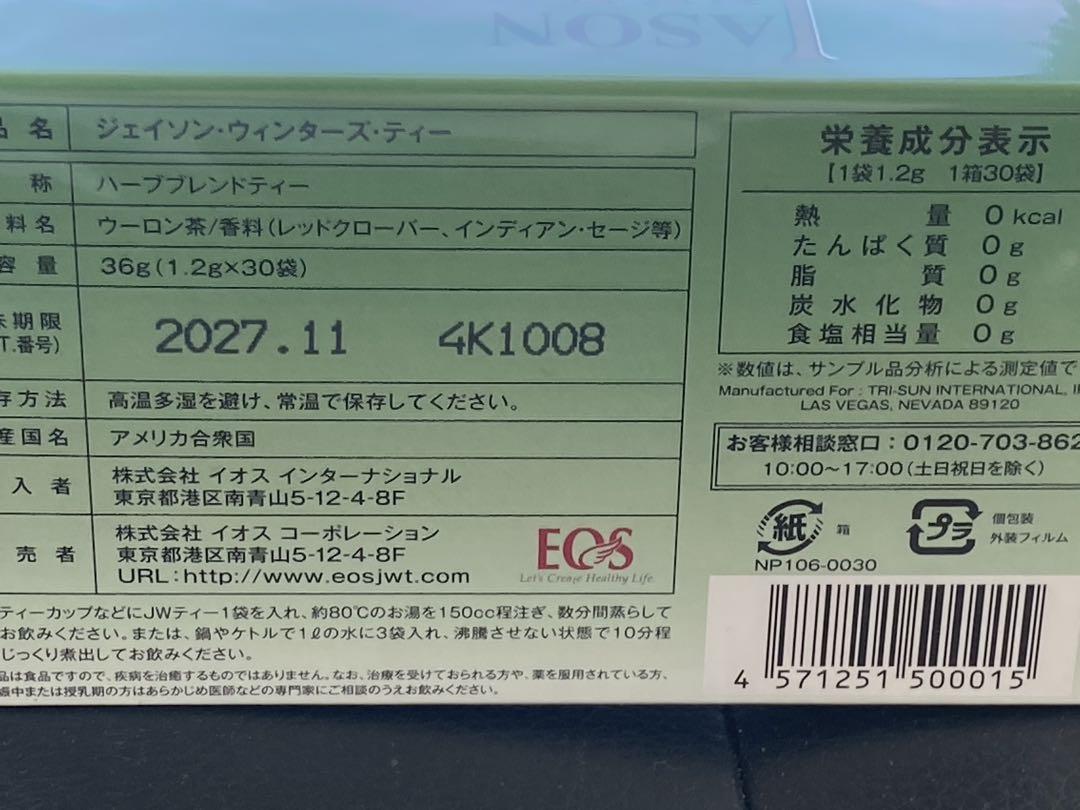 JASON
品名 ジェイソン・ウィンターズ・ティー
称 ハーブブレンドティー
料名 ウーロン茶/香料(レッドクローバー、インディアン・セージ等)
容量 36g(1.2g×30袋)
味期限
T.番号) 2027.11 4K1008
存方法 高温多湿を避け、常温で保存してください。
産国名 アメリカ合衆国
入者 株式会社 イオス インターナショナル
東京都港区南青山5-12-4-8F
売者 株式会社 イオス コーポレーション
東京都港区南青山5-12-4-8F
URL:http://www.eosjwt.com
EOS
Let's Create Healthy Life.
ティーカップなどにJWティー1袋を入れ、約80℃のお湯を150cc程注ぎ、数分間蒸らして
お飲みください。または、鍋やケトルで1ℓの水に3袋入れ、沸騰させない状態で10分程
じっくり煮出してお飲みください。
品は食品ですので、疾病を治癒するものではありません。なお、治療を受けておられる方や、薬を服用されている方、
娠中または授乳期の方はあらかじめ医師などの専門家にご相談のうえお飲みください。
栄養成分表示
【1袋1.2g 1箱30袋】
熱量 0 kcal
たんぱく質 0 g
脂質 0 g
炭水化物 0 g
食塩相当量 0 g
※数値は、サンプル品分析による測定値で
Manufactured For : TRI-SUN INTERNATIONAL,
LAS VEGAS, NEVADA 89120
お客様相談窓口:0120-703-862
10:00〜17:00(土日祝日を除く)
紙 箱
プラ 個包装
外装フィルム
NP106-0030
4 571251 500015